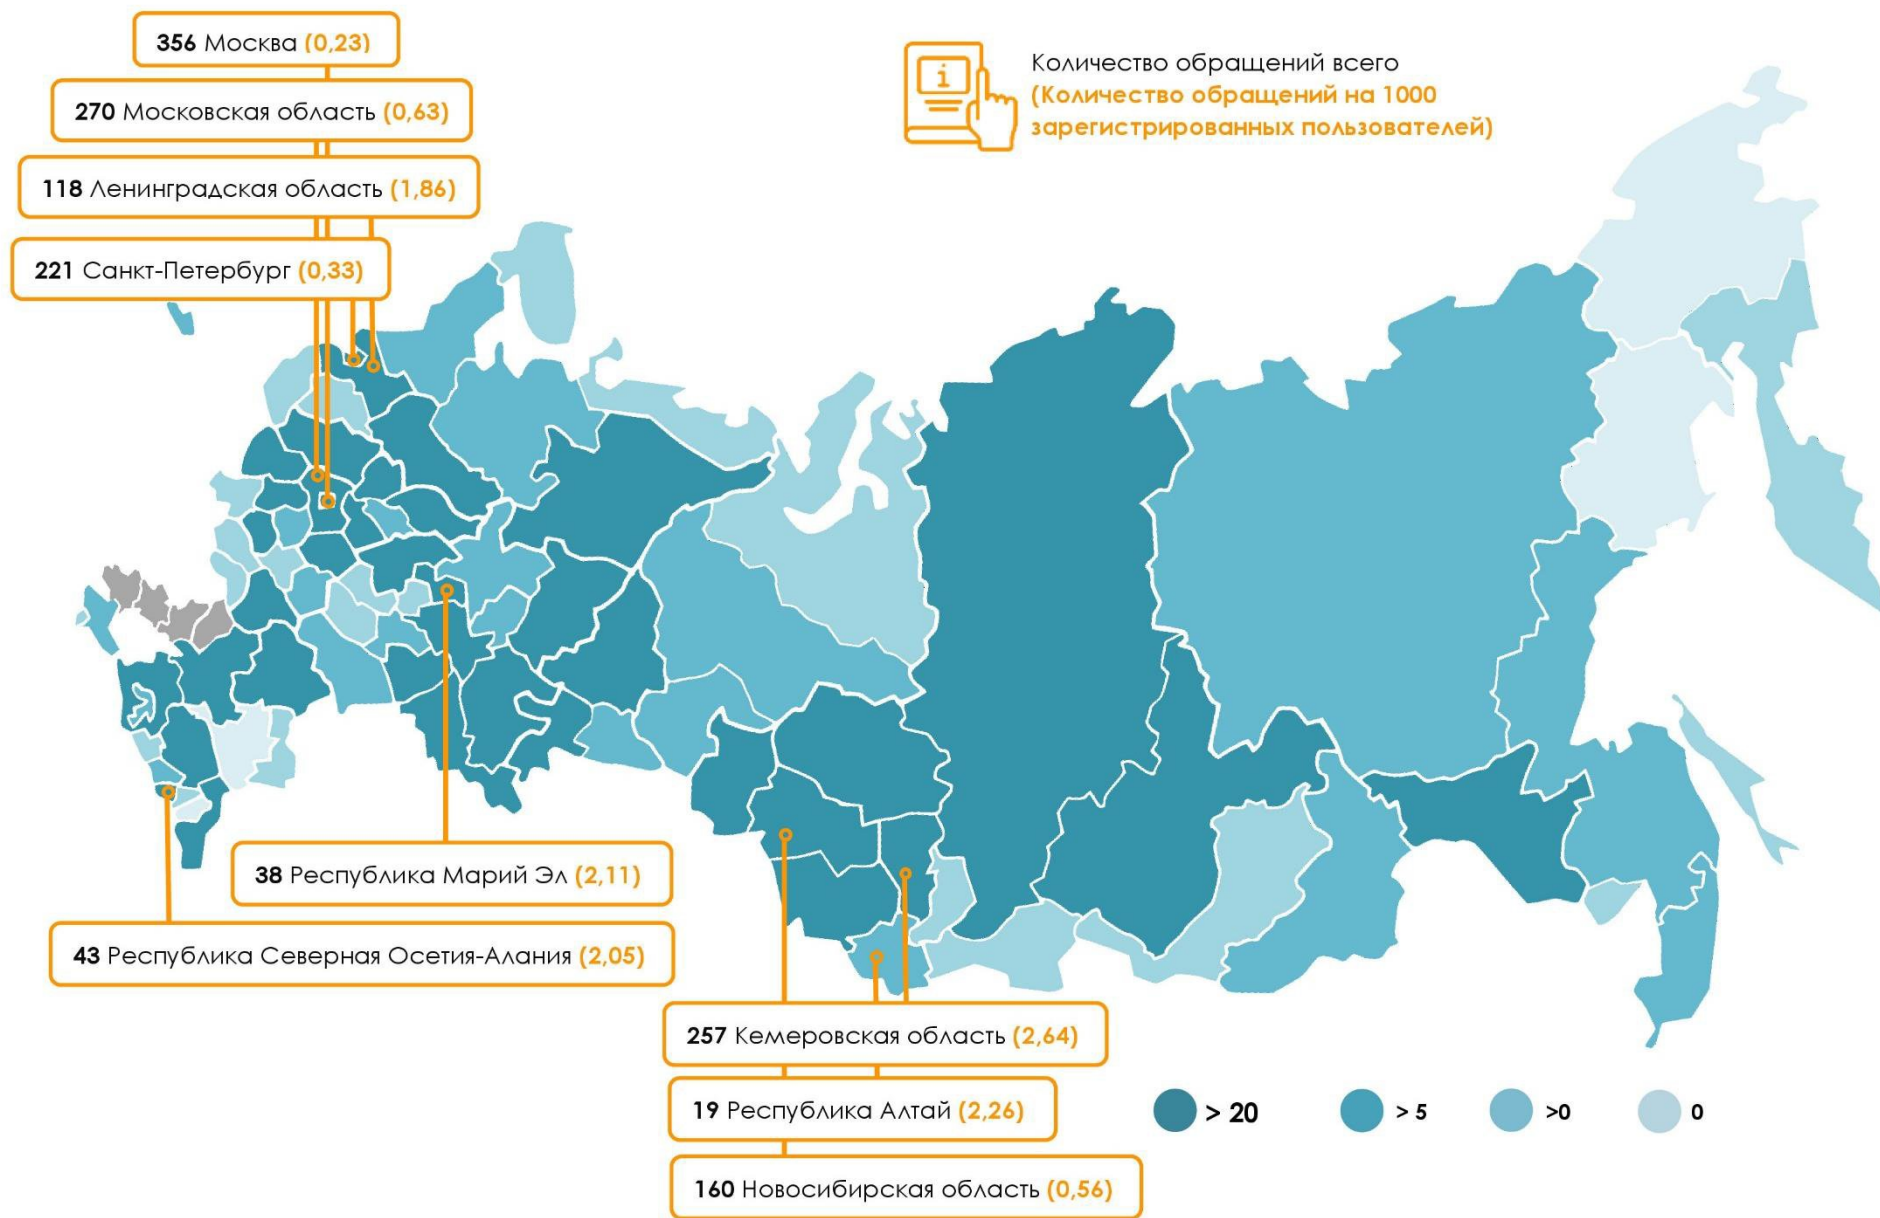 356 Москва (0,23)
270 Московская область (0,63)
118 Ленинградская область (1,86)
221 Санкт-Петербург (0,33)
i
Количество обращений всего
(Количество обращений на 1000
зарегистрированных пользователей)
38 Республика Марий Эл (2,11)
43 Республика Северная Осетия-Алания (2,05)
257 Кемеровская область (2,64)
19 Республика Алтай (2,26)
160 Новосибирская область (0,56)
> 20
> 5
>0
0